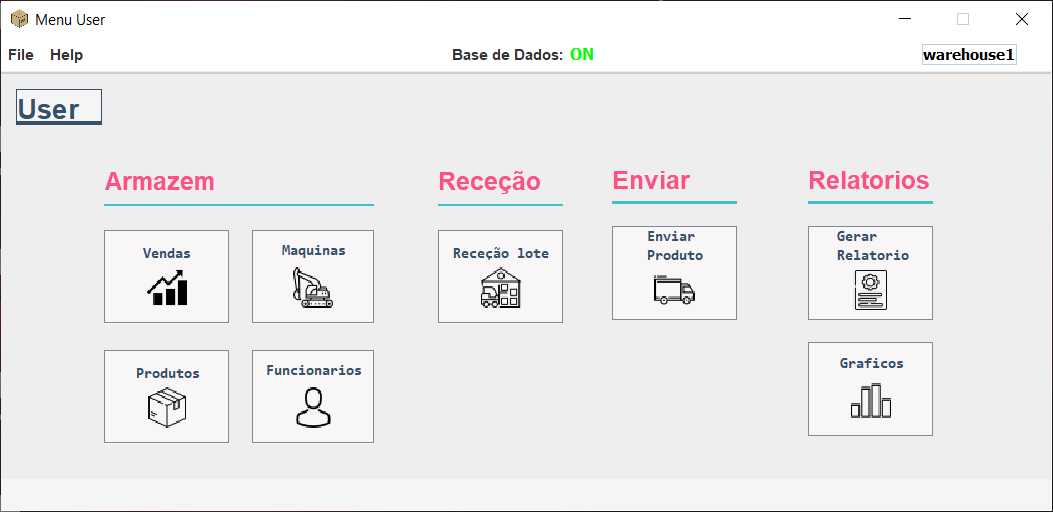 Menu User
File Help Base de Dados: ON warehouse1
User
Armazem Receção Enviar Relatorios
Vendas Maquinas Receção lote Enviar Produto Gerar Relatorio
Produtos Funcionarios Graficos